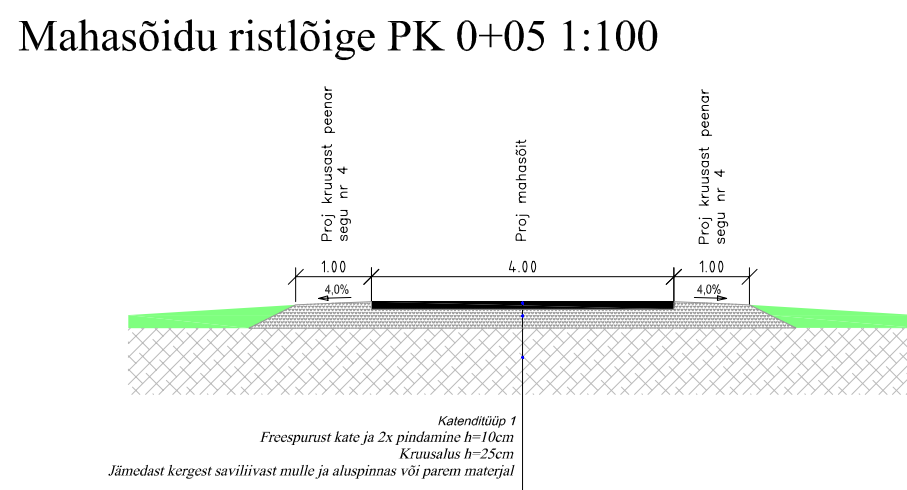 Mahasõidu ristlõige PK 0+05 1:100
Proj kruusast peenar
segu nr 4
Proj mahasõit
Proj kruusast peenar
segu nr 4
1.00
4.00
1.00
4,0%
4,0%
Katenditüüp 1
Freespurust kate ja 2x pindamine h=10cm
Kruusalus h=25cm
Jämedast kergest saviliivast mulle ja aluspinnas või parem materjal